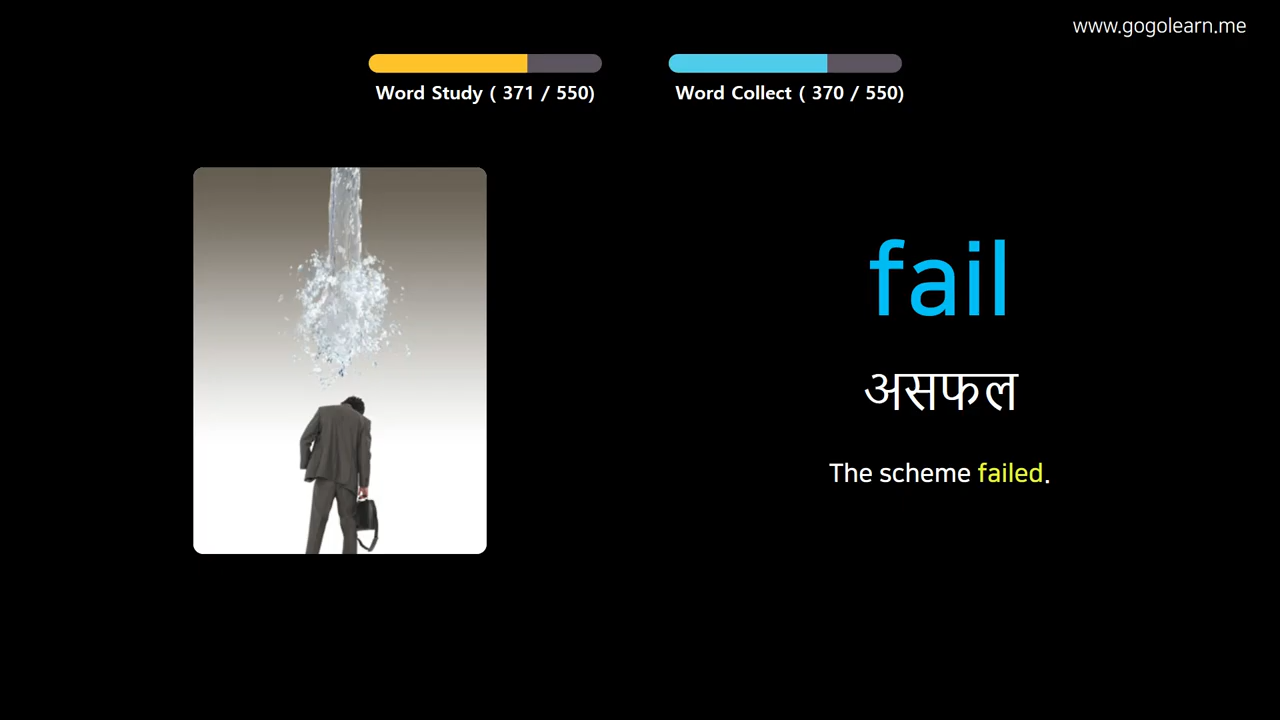 www.gogolearn.me
Word Study ( 371 / 550)
Word Collect ( 370 / 550)
fail
असफल
The scheme failed.